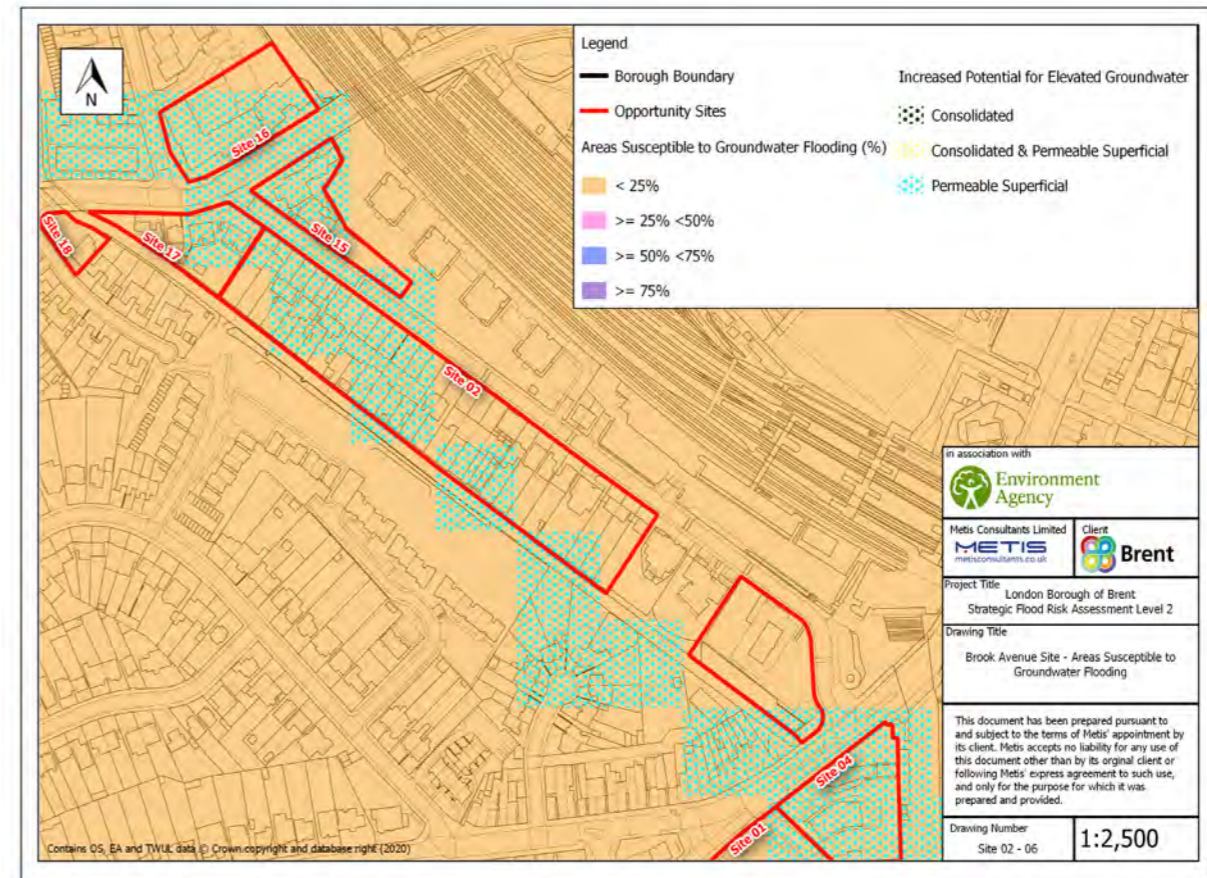 N
Site 16
Site 15
Site 18
Site 17
Site 02
Site 04
Site 01
Contains OS, EA and TWUL data © Crown copyright and database right (2020)
Legend
Borough Boundary
Opportunity Sites
Areas Susceptible to Groundwater Flooding (%)
< 25%
>= 25% <50%
>= 50% <75%
>= 75%
Increased Potential for Elevated Groundwater
Consolidated
Consolidated & Permeable Superficial
Permeable Superficial
in association with
Environment
Agency
Metis Consultants Limited
METIS
metisconsultants.co.uk
Client
Brent
Project Title
London Borough of Brent
Strategic Flood Risk Assessment Level 2
Drawing Title
Brook Avenue Site - Areas Susceptible to
Groundwater Flooding
This document has been prepared pursuant to
and subject to the terms of Metis' appointment by
its client. Metis accepts no liability for any use of
this document other than by its orginal client or
following Metis' express agreement to such use,
and only for the purpose for which it was
prepared and provided.
Drawing Number
Site 02 - 06
1:2,500